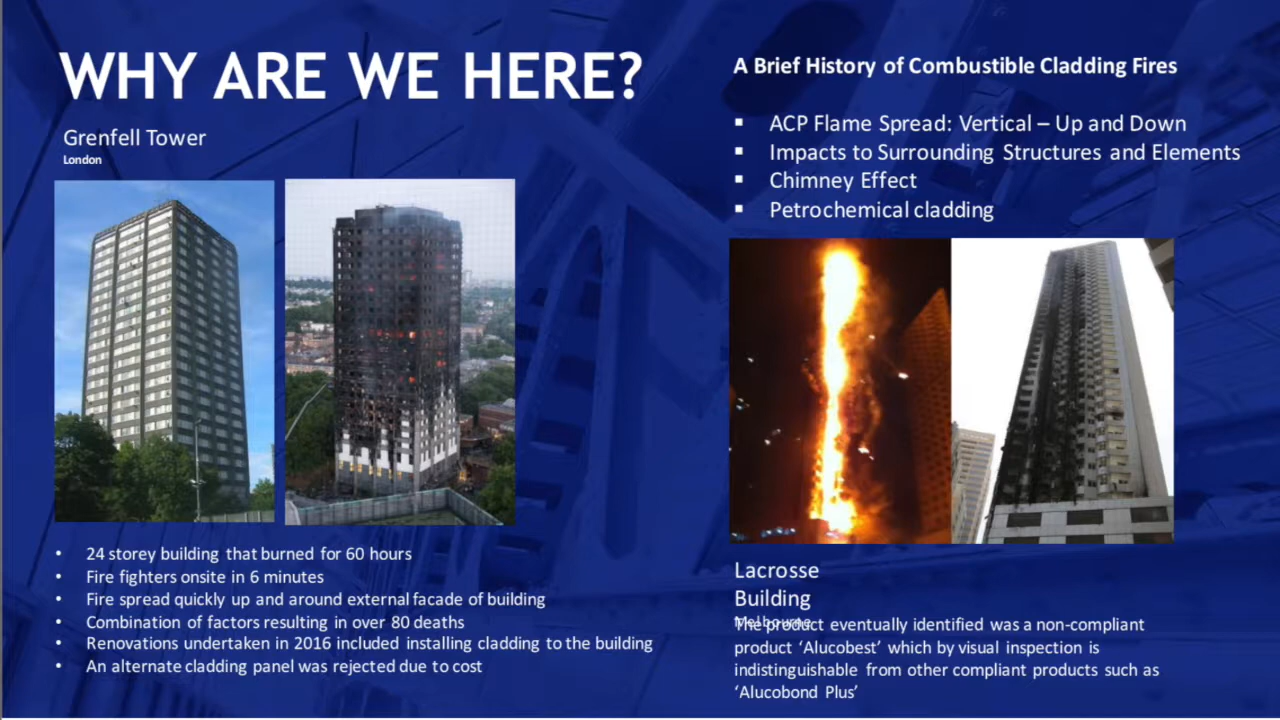 WHY ARE WE HERE?
Grenfell Tower
London
24 storey building that burned for 60 hours
Fire fighters onsite in 6 minutes
Fire spread quickly up and around external facade of building
Combination of factors resulting in over 80 deaths
Renovations undertaken in 2016 included installing cladding to the building
An alternate cladding panel was rejected due to cost
A Brief History of Combustible Cladding Fires
ACP Flame Spread: Vertical – Up and Down
Impacts to Surrounding Structures and Elements
Chimney Effect
Petrochemical cladding
Lacrosse
Building
Melbourne
The product eventually identified was a non-compliant
product ‘Alucobest’ which by visual inspection is
indistinguishable from other compliant products such as
‘Alucobond Plus’